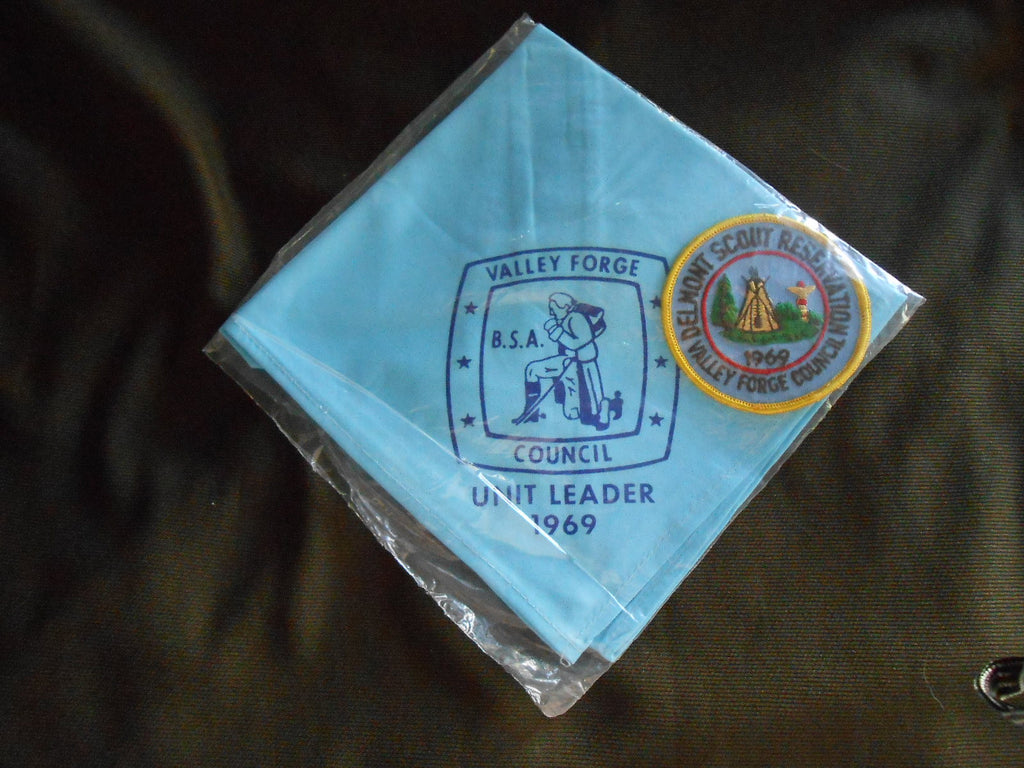 VALLEY FORGE
B.S.A.
COUNCIL
UNIT LEADER
1969
DELMONT SCOUT RESERVATION
1969
VALLEY FORGE COUNCIL